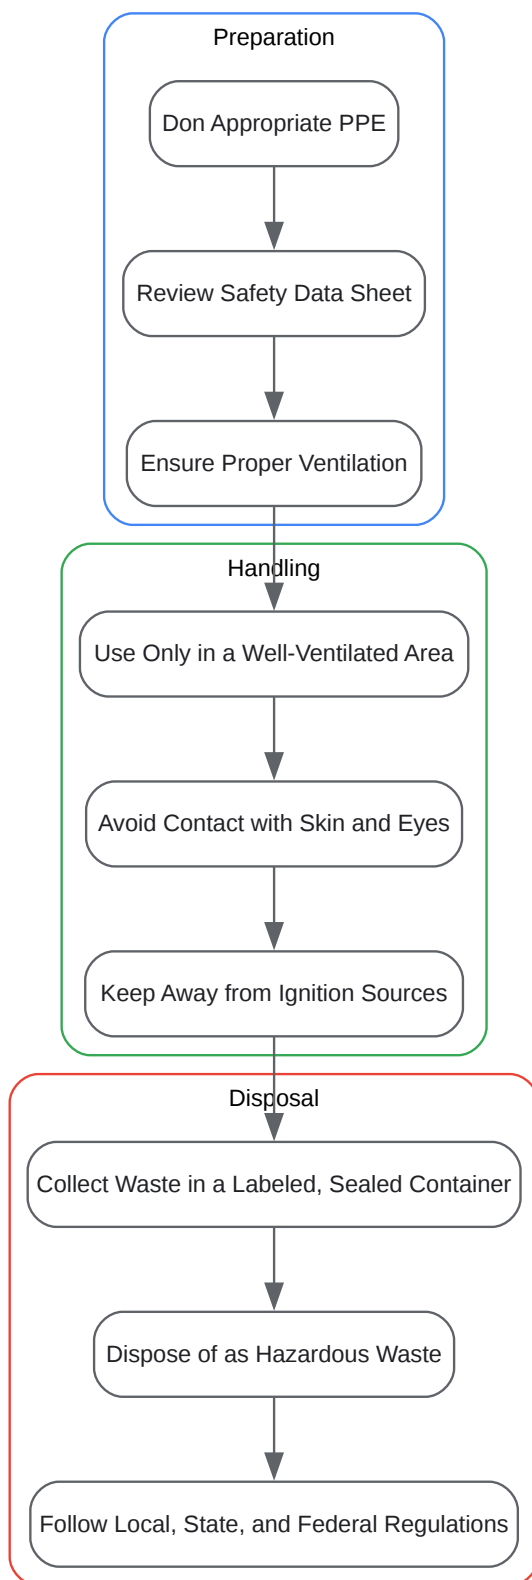 Preparation
Don Appropriate PPE
Review Safety Data Sheet
Ensure Proper Ventilation
Handling
Use Only in a Well-Ventilated Area
Avoid Contact with Skin and Eyes
Keep Away from Ignition Sources
Disposal
Collect Waste in a Labeled, Sealed Container
Dispose of as Hazardous Waste
Follow Local, State, and Federal Regulations